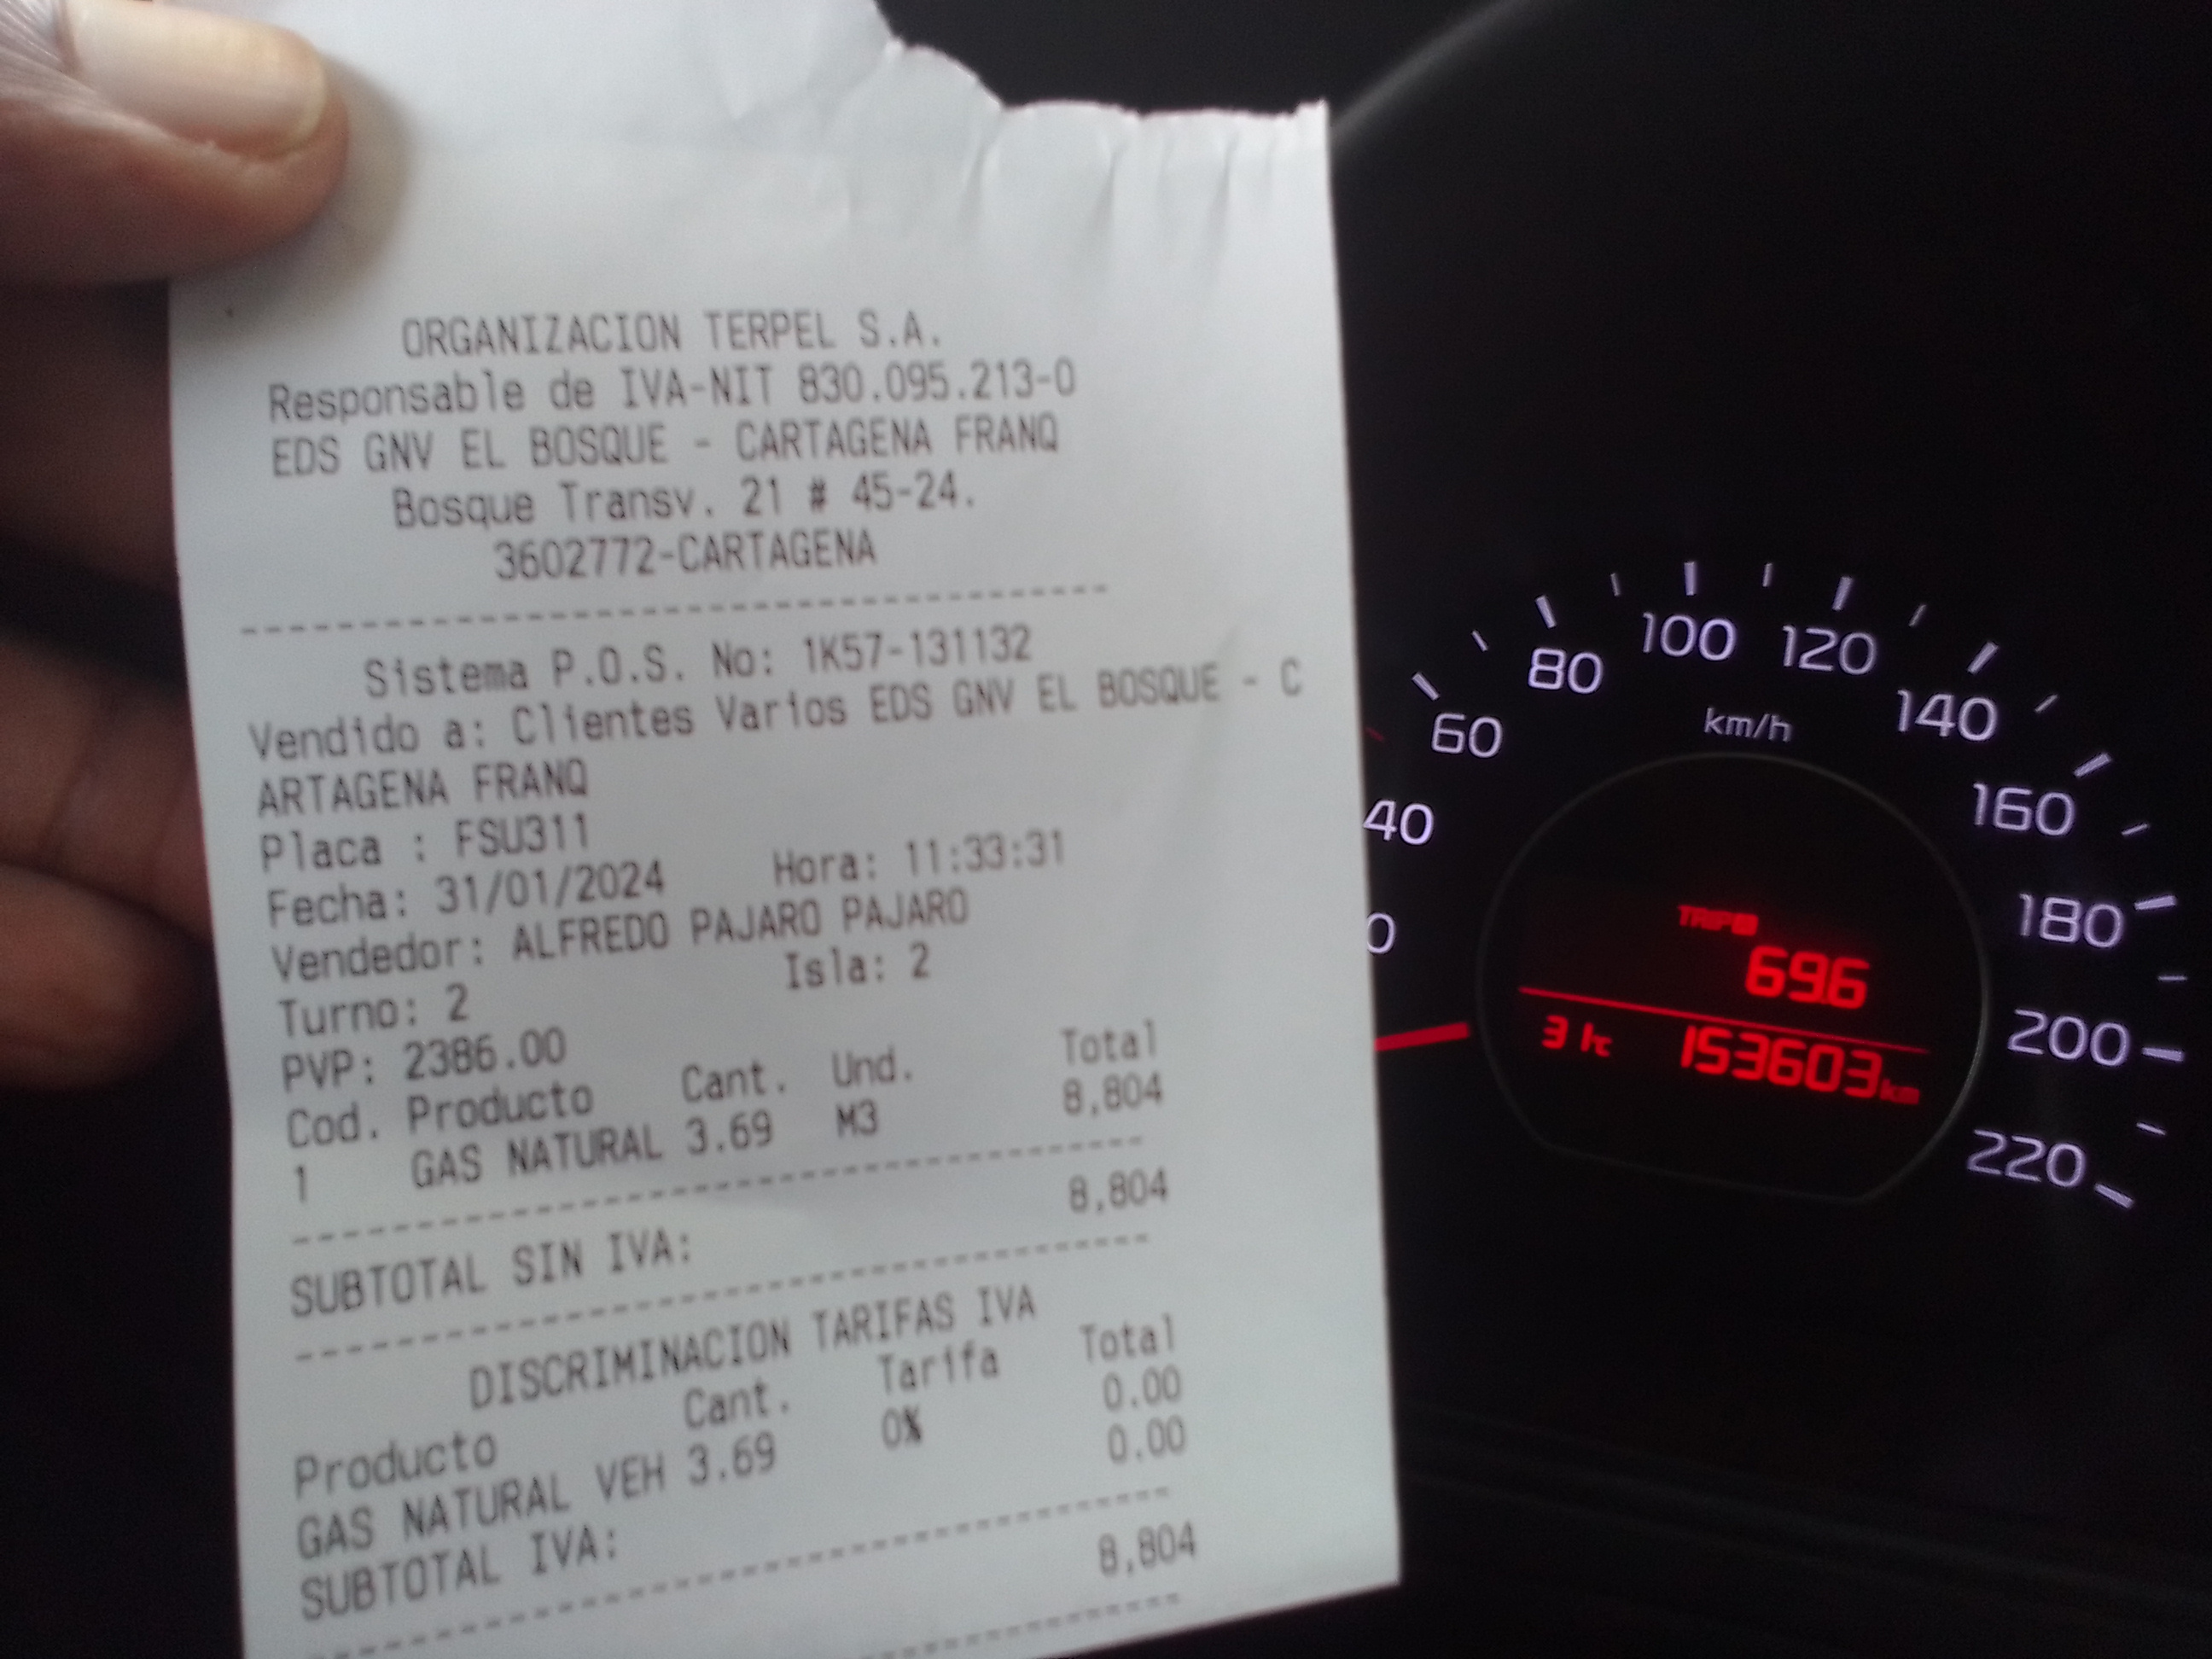 ORGANIZACION TERPEL S.A.
Responsable de IVA-NIT 830.095.213-0
EDS GNV EL BOSQUE - CARTAGENA FRANQ
Bosque Transv. 21 # 45-24.
3602772-CARTAGENA
------------------------------------
Sistema P.O.S. No: 1K57-131132
Vendido a: Clientes Varios EDS GNV EL BOSQUE - C
ARTAGENA FRANQ
Placa : FSU311
Fecha: 31/01/2024 Hora: 11:33:31
Vendedor: ALFREDO PAJARO PAJARO
Turno: 2 Isla: 2
PVP: 2386.00
Cod. Producto Cant. Und. Total
1 GAS NATURAL 3.69 M3 8,804
------------------------------------
SUBTOTAL SIN IVA: 8,804
------------------------------------
DISCRIMINACION TARIFAS IVA
Producto Cant. Tarifa Total
GAS NATURAL VEH 3.69 0% 0.00
SUBTOTAL IVA: 0.00
------------------------------------
8,804
------------------------------------
0
40
60
80
100
120
140
160
180
200
220
km/h
TRIP
69.6
31°C 153603 km